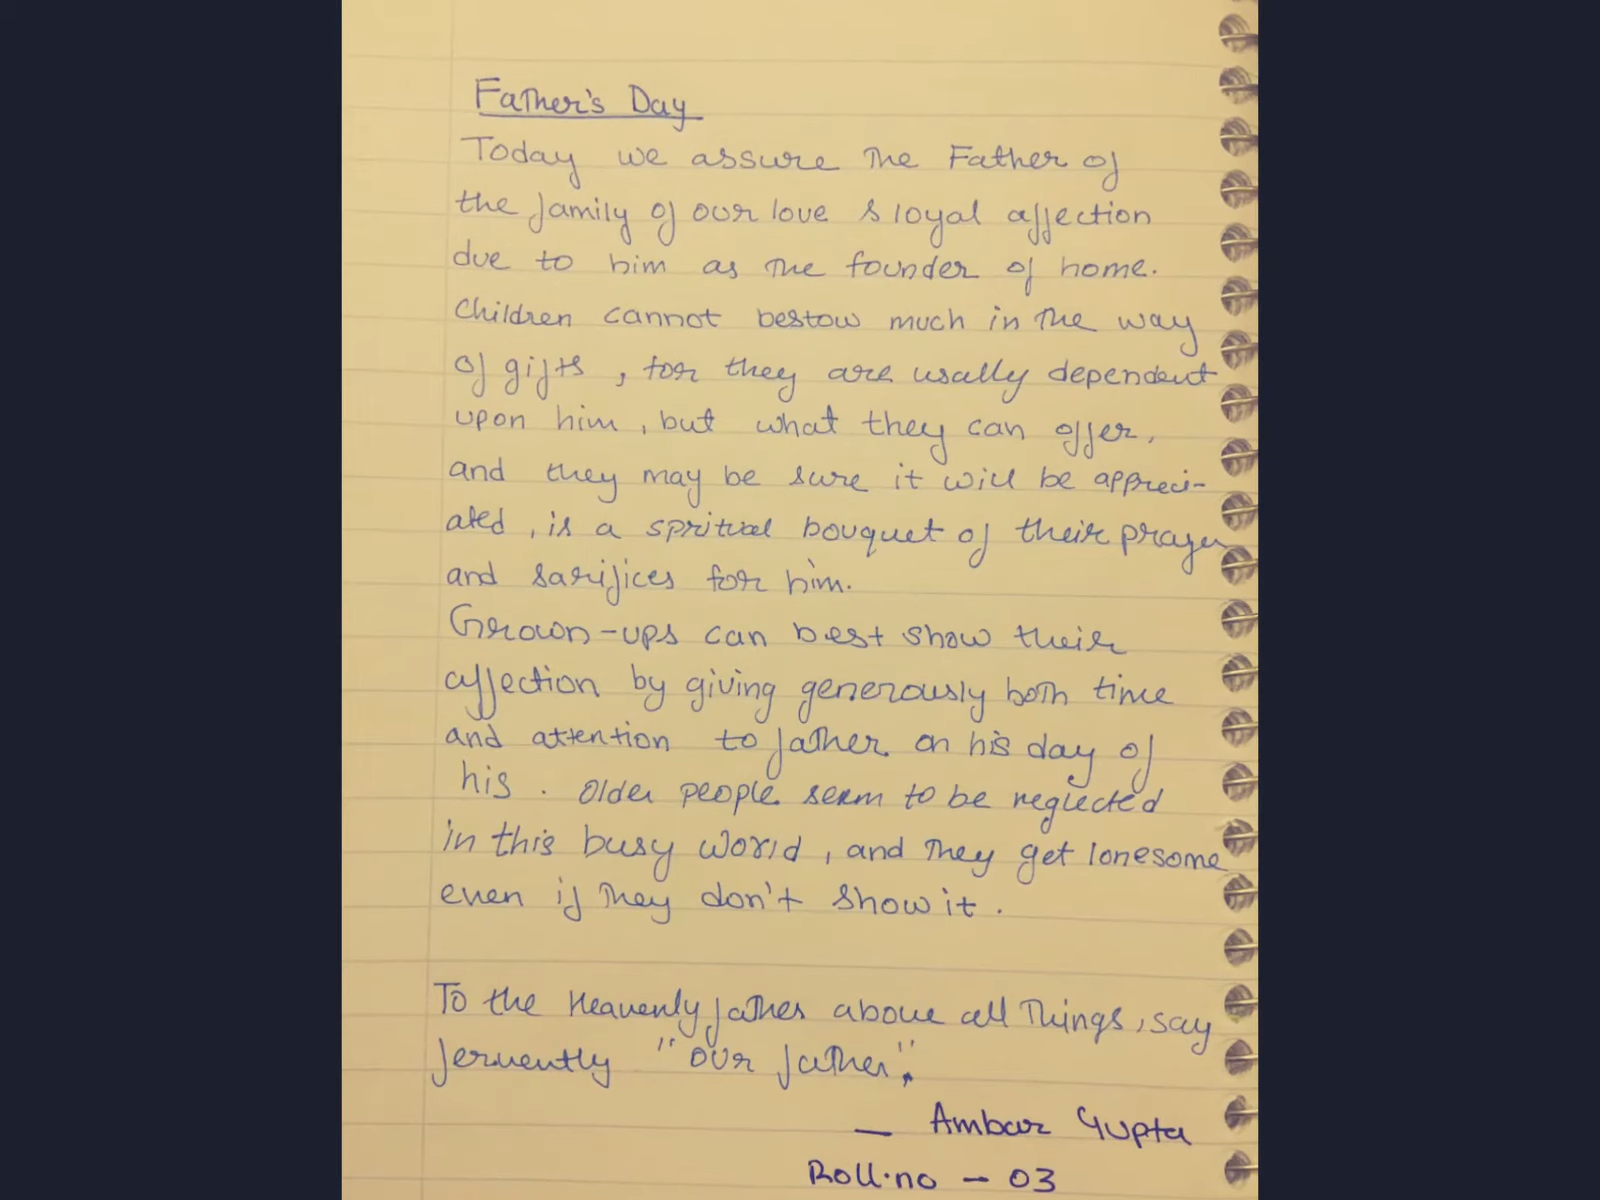 Father's Day
Today we assure the Father of
the family of our love & loyal affection
due to him as the founder of home.
Children cannot bestow much in the way
of gifts, for they are usally dependent
upon him, but what they can offer,
and they may be sure it will be appreci-
ated, is a spritual bouquet of their prayer
and sarifices for him.
Grown-ups can best show their
affection by giving generously both time
and attention to father on his day of
his. Older people seem to be neglected
in this busy world, and they get lonesome
even if they don't show it.
To the Heavenly father above all Things, say
fervently "our father".
— Ambar Gupta
Roll.no – 03